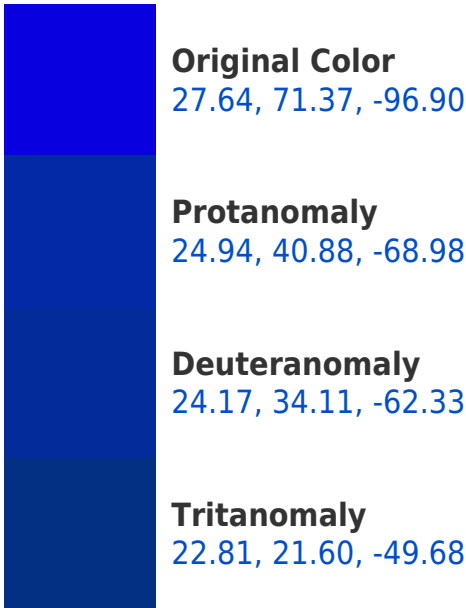 Original Color
27.64, 71.37, -96.90
Protanomaly
24.94, 40.88, -68.98
Deuteranomaly
24.17, 34.11, -62.33
Tritanomaly
22.81, 21.60, -49.68